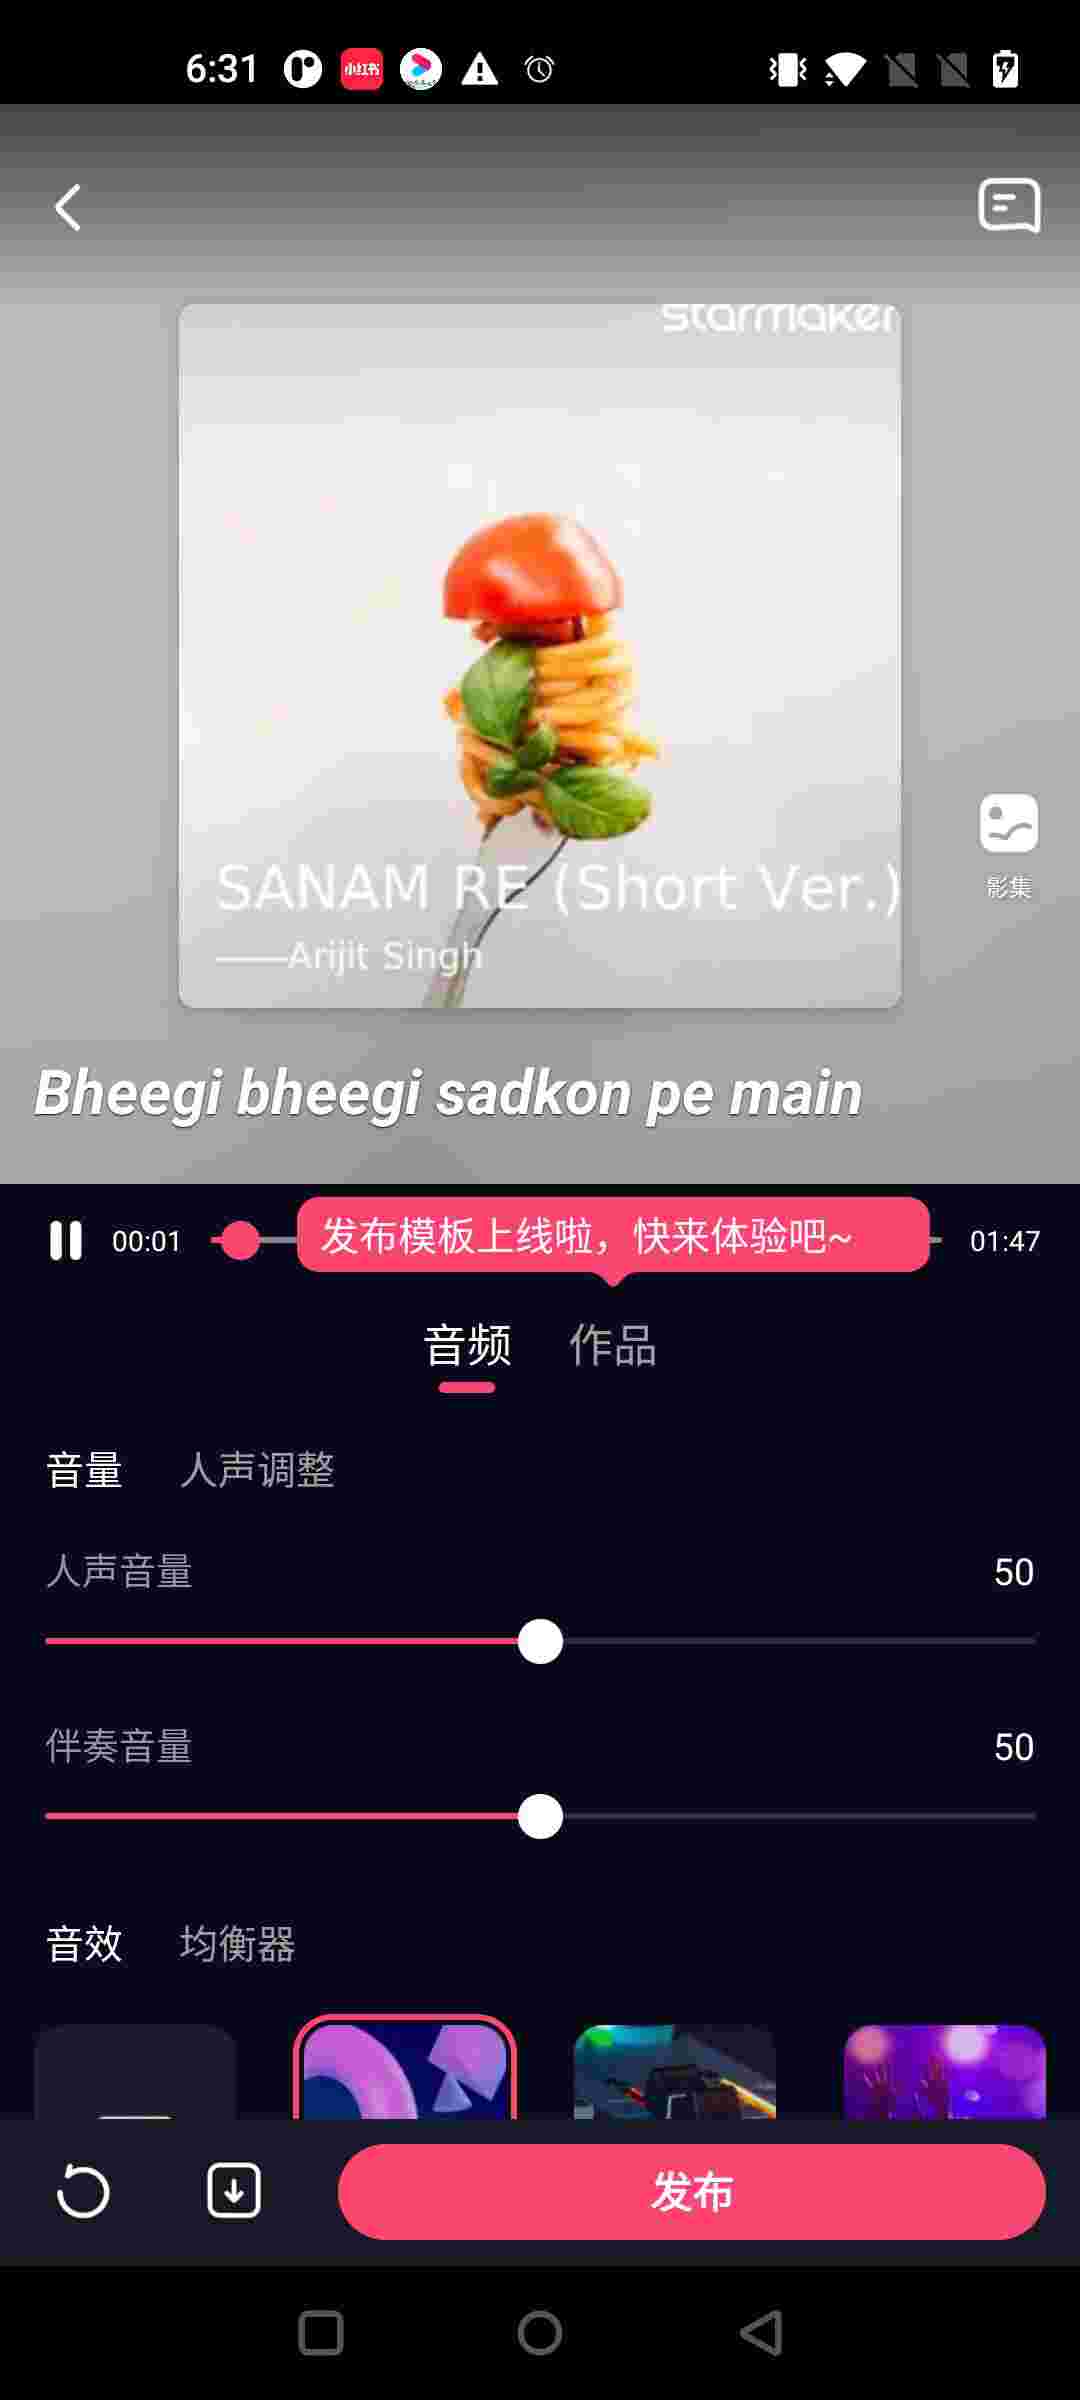 6:31
小红书
starmaker
SANAM RE (Short Ver.)
——Arijit Singh
影集
Bheegi bheegi sadkon pe main
00:01
发布模板上线啦，快来体验吧~
01:47
音频 作品
音量 人声调整
人声音量 50
伴奏音量 50
音效 均衡器
发布